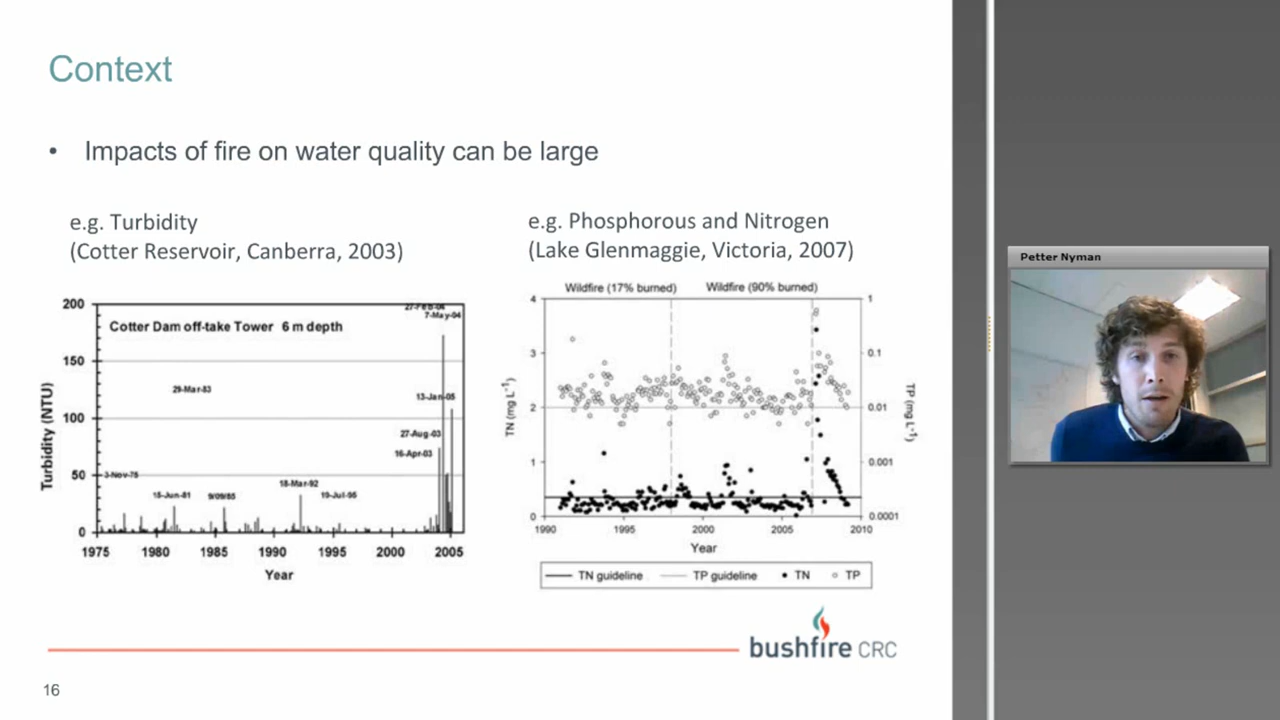 Context
• Impacts of fire on water quality can be large
e.g. Turbidity
(Cotter Reservoir, Canberra, 2003)
e.g. Phosphorous and Nitrogen
(Lake Glenmaggie, Victoria, 2007)
Cotter Dam off-take Tower 6 m depth
Turbidity (NTU)
200
150
100
50
0
7-May-04
29-Mar-83
13-Jan-05
27-Aug-03
16-Apr-03
3-Nov-75
15-Jun-81
9/09/85
18-Mar-92
19-Jul-95
1975 1980 1985 1990 1995 2000 2005
Year
Wildfire (17% burned) Wildfire (90% burned)
TN (mg L⁻¹)
4
3
2
1
0
TP (mg L⁻¹)
1
0.1
0.01
0.001
0.0001
1990 1995 2000 2005 2010
Year
TN guideline TP guideline TN TP
bushfire CRC
16
Petter Nyman